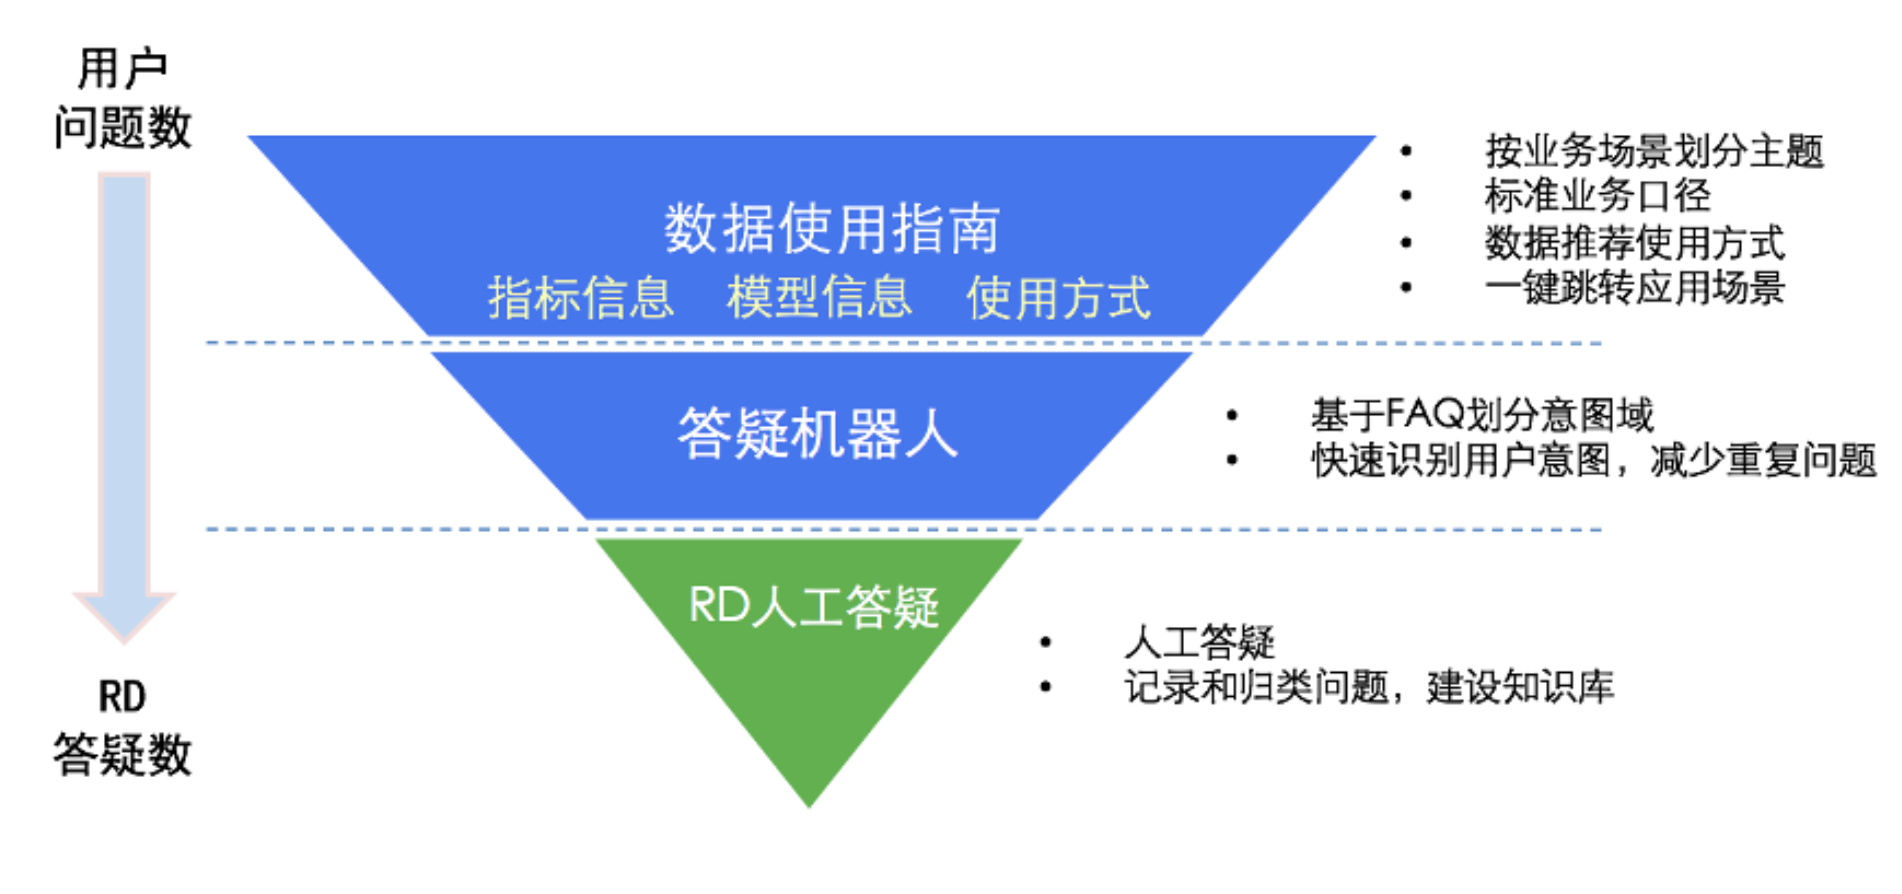 用户
问题数
数据使用指南
指标信息 模型信息 使用方式
• 按业务场景划分主题
• 标准业务口径
• 数据推荐使用方式
• 一键跳转应用场景
答疑机器人
• 基于FAQ划分意图域
• 快速识别用户意图，减少重复问题
RD人工答疑
• 人工答疑
• 记录和归类问题，建设知识库
RD
答疑数